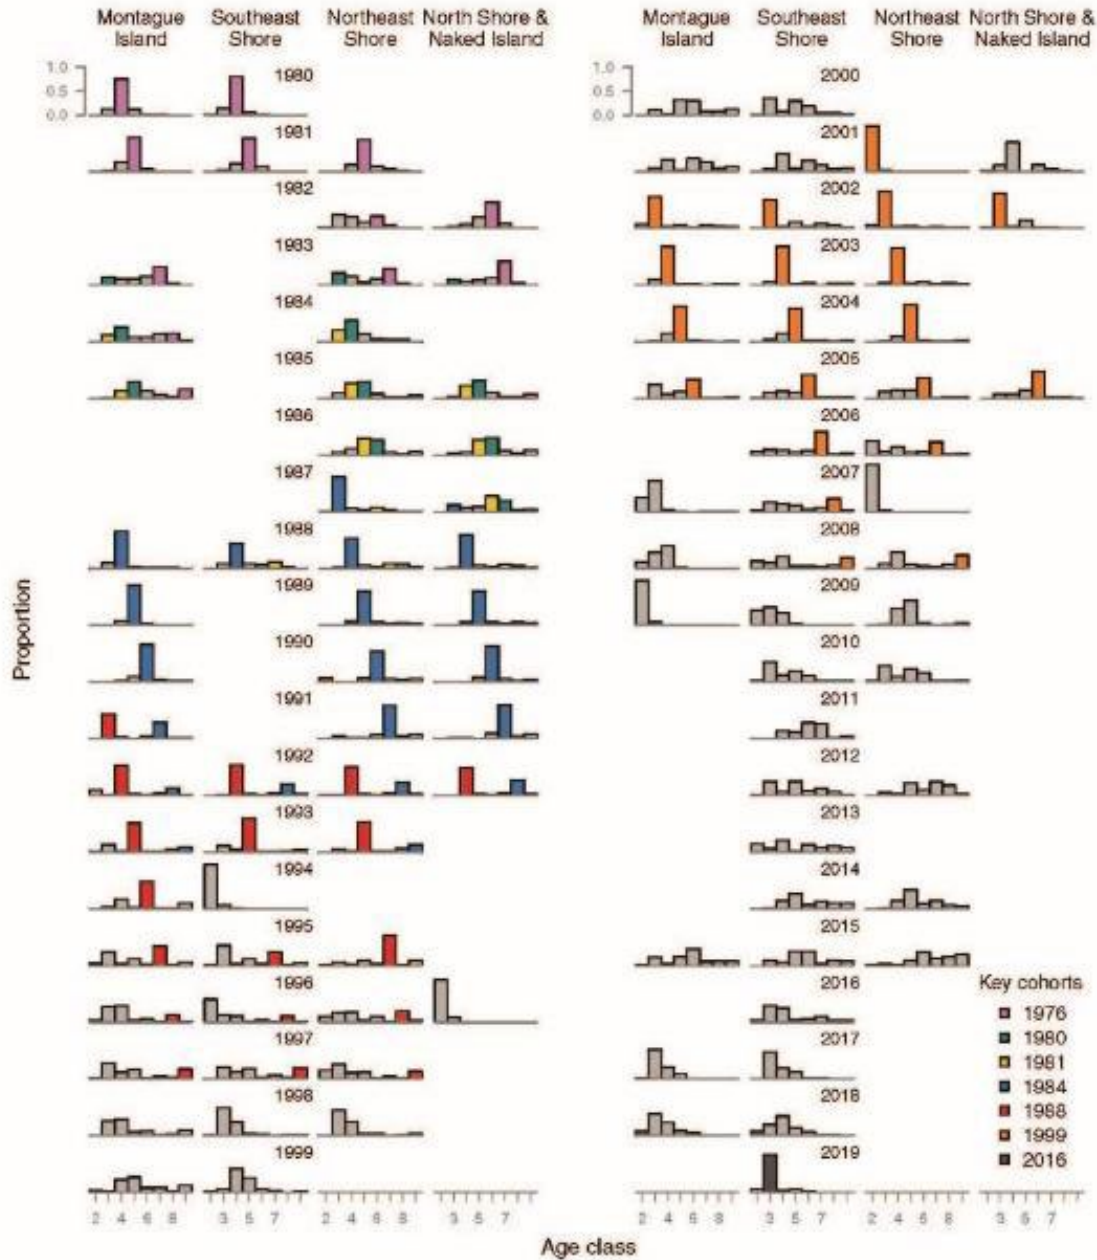 Montague Island
Southeast Shore
Northeast Shore
North Shore & Naked Island
Montague Island
Southeast Shore
Northeast Shore
North Shore & Naked Island
1.0
0.5
0.0
1980
1981
1982
1983
1984
1985
1986
1987
1988
1989
1990
1991
1992
1993
1994
1995
1996
1997
1998
1999
1.0
0.5
0.0
2000
2001
2002
2003
2004
2005
2006
2007
2008
2009
2010
2011
2012
2013
2014
2015
2016
2017
2018
2019
Proportion
Key cohorts
1976
1980
1981
1984
1988
1999
2016
2 4 6 8
3 5 7
2 4 6 8
3 5 7
2 4 6 8
3 5 7
2 4 6 8
3 5 7
Age class